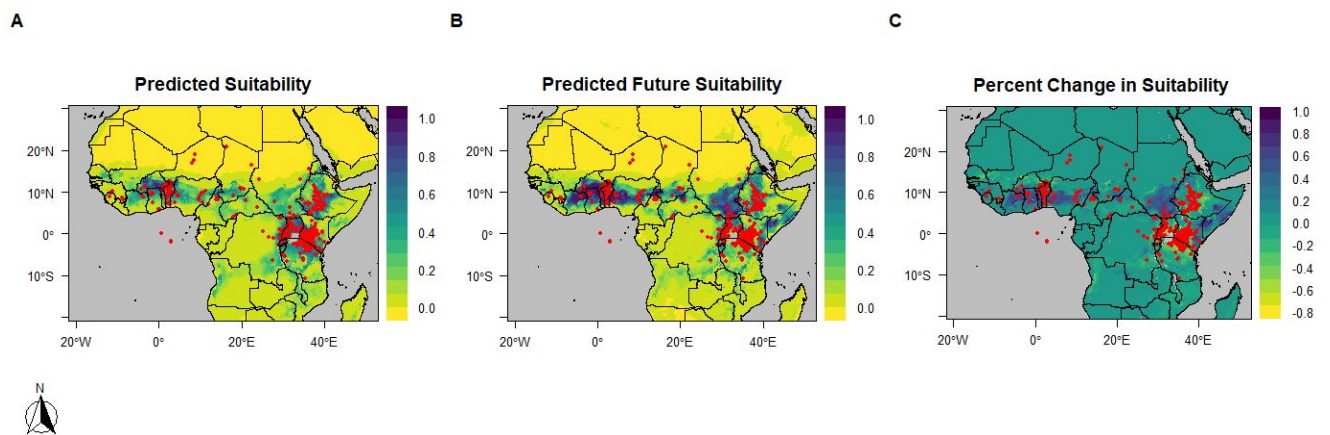 A
B
C
Predicted Suitability
Predicted Future Suitability
Percent Change in Suitability
20°N
10°N
0°
10°S
20°W
0°
20°E
40°E
1.0
0.8
0.6
0.4
0.2
0.0
20°N
10°N
0°
10°S
20°W
0°
20°E
40°E
1.0
0.8
0.6
0.4
0.2
0.0
20°N
10°N
0°
10°S
20°W
0°
20°E
40°E
1.0
0.8
0.6
0.4
0.2
0.0
-0.2
-0.4
-0.6
-0.8
N